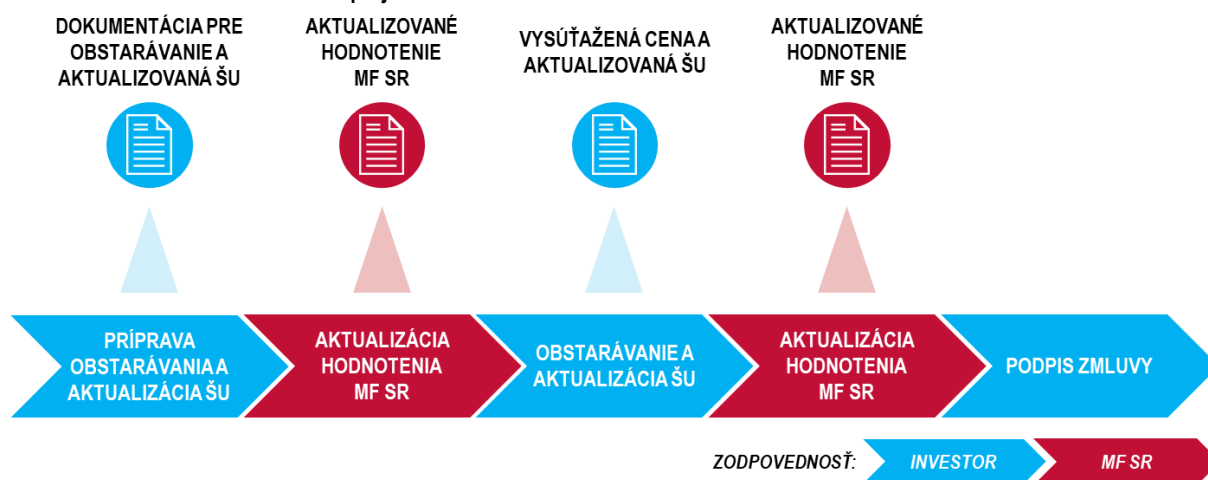 DOKUMENTÁCIA PRE
OBSTARÁVANIE A
AKTUALIZOVANÁ ŠU
AKTUALIZOVANÉ
HODNOTENIE
MF SR
VYSÚŤAŽENÁ CENA A
AKTUALIZOVANÁ ŠU
AKTUALIZOVANÉ
HODNOTENIE
MF SR
PRÍPRAVA
OBSTARÁVANIA A
AKTUALIZÁCIA ŠU
AKTUALIZÁCIA
HODNOTENIA
MF SR
OBSTARÁVANIE A
AKTUALIZÁCIA ŠU
AKTUALIZÁCIA
HODNOTENIA
MF SR
PODPIS ZMLUVY
ZODPOVEDNOSŤ:
INVESTOR
MF SR